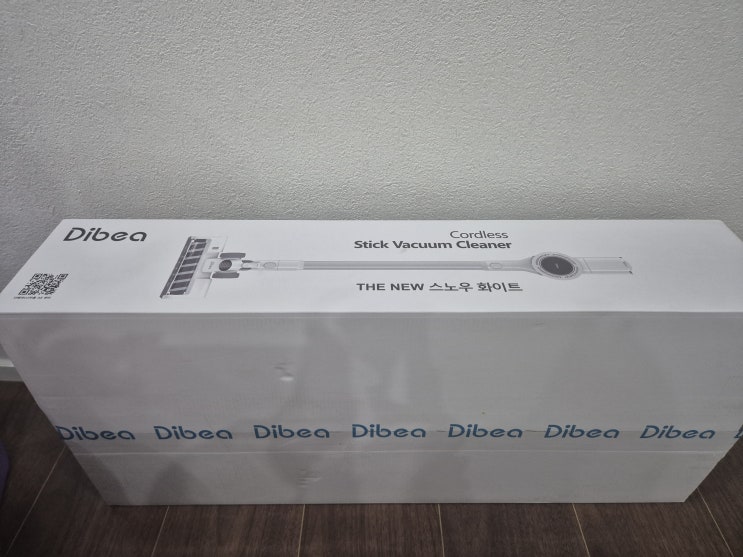 Dibea
Cordless
Stick Vacuum Cleaner
THE NEW 스노우 화이트
Dibea Dibea Dibea Dibea Dibea Dibea Dibea